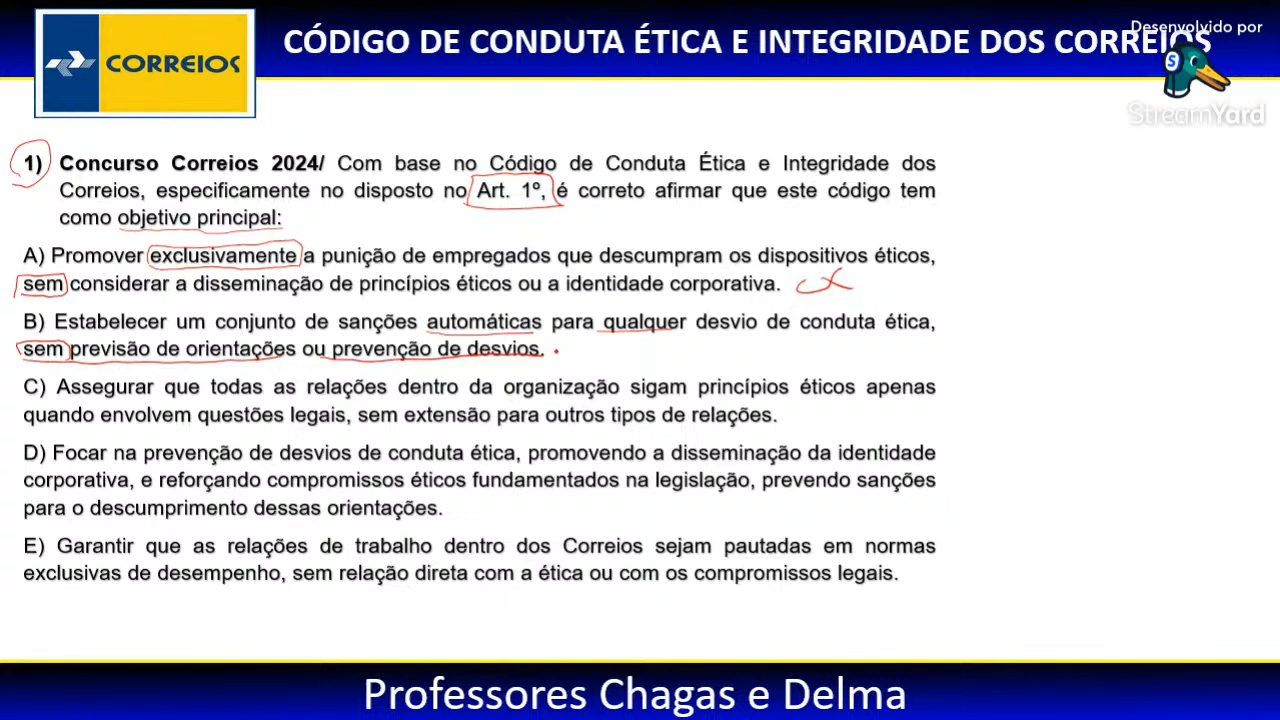 CORREIOS
CÓDIGO DE CONDUTA ÉTICA E INTEGRIDADE DOS CORREIOS
Desenvolvido por
S
StreamYard
1) Concurso Correios 2024/ Com base no Código de Conduta Ética e Integridade dos
Correios, especificamente no disposto no Art. 1º, é correto afirmar que este código tem
como objetivo principal:
A) Promover exclusivamente a punição de empregados que descumpram os dispositivos éticos,
sem considerar a disseminação de princípios éticos ou a identidade corporativa.
B) Estabelecer um conjunto de sanções automáticas para qualquer desvio de conduta ética,
sem previsão de orientações ou prevenção de desvios.
C) Assegurar que todas as relações dentro da organização sigam princípios éticos apenas
quando envolvem questões legais, sem extensão para outros tipos de relações.
D) Focar na prevenção de desvios de conduta ética, promovendo a disseminação da identidade
corporativa, e reforçando compromissos éticos fundamentados na legislação, prevendo sanções
para o descumprimento dessas orientações.
E) Garantir que as relações de trabalho dentro dos Correios sejam pautadas em normas
exclusivas de desempenho, sem relação direta com a ética ou com os compromissos legais.
Professores Chagas e Delma